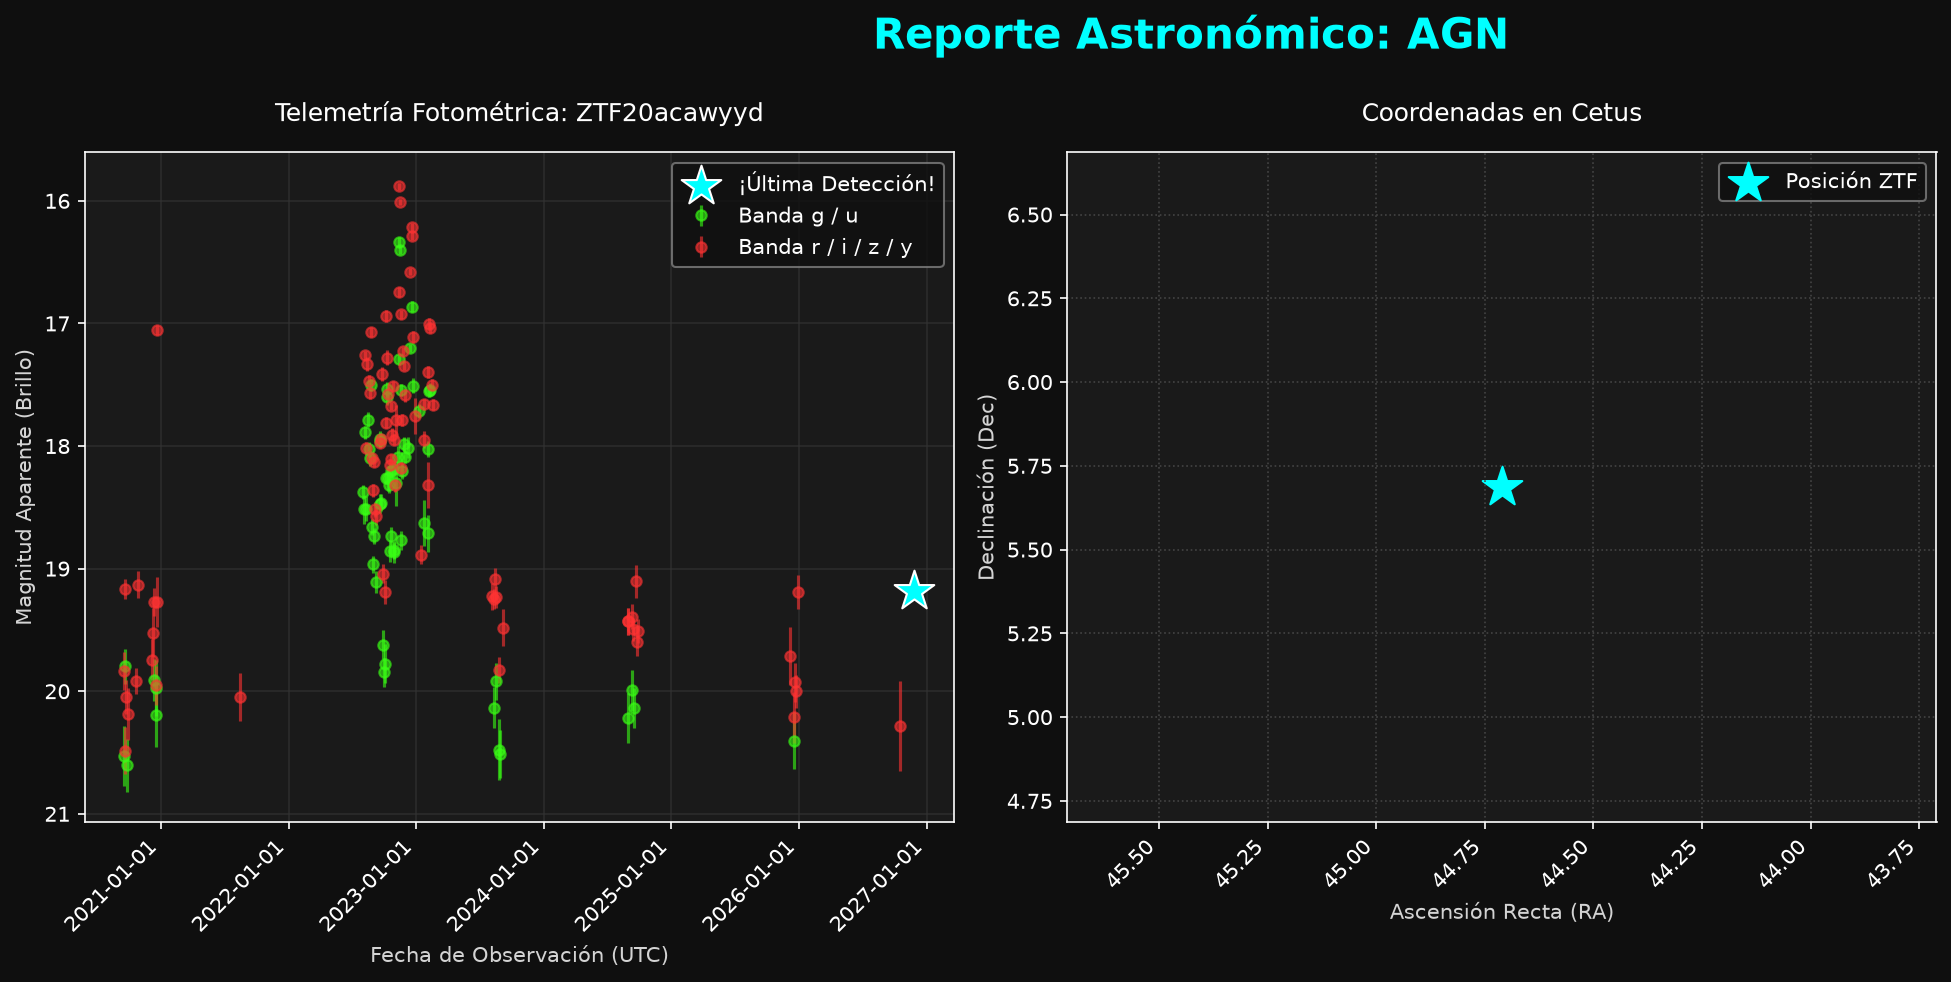 Reporte Astronómico: AGN
Telemetría Fotométrica: ZTF20acawyyd
¡Última Detección!
Banda g / u
Banda r / i / z / y
Magnitud Aparente (Brillo)
16
17
18
19
20
21
2021-01-01
2022-01-01
2023-01-01
2024-01-01
2025-01-01
2026-01-01
2027-01-01
Fecha de Observación (UTC)
Coordenadas en Cetus
Posición ZTF
Declinación (Dec)
6.50
6.25
6.00
5.75
5.50
5.25
5.00
4.75
45.50
45.25
45.00
44.75
44.50
44.25
44.00
43.75
Ascensión Recta (RA)